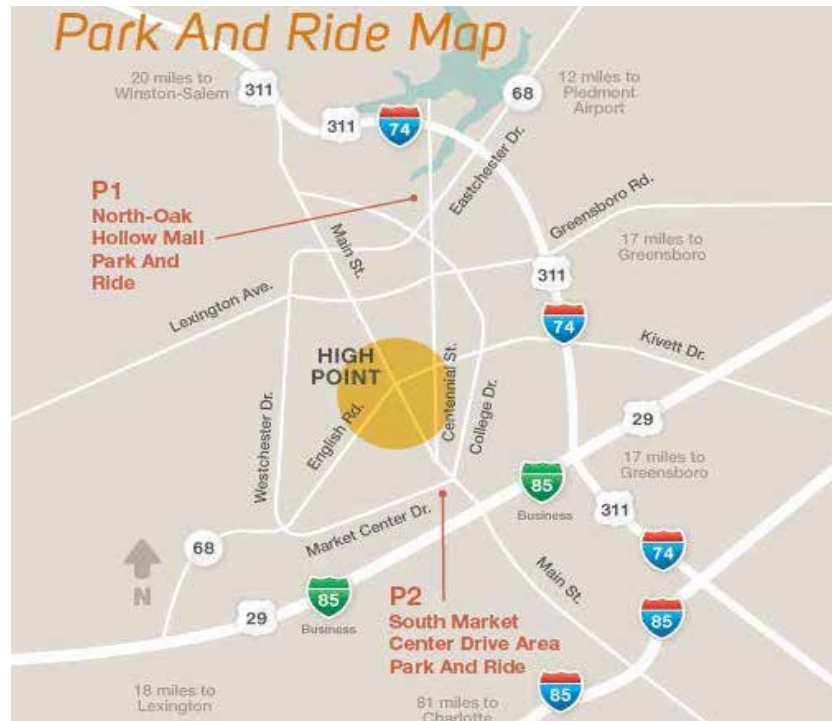 Park And Ride Map
20 miles to
Winston-Salem
311
311
74
68
12 miles to
Piedmont
Airport
P1
North-Oak
Hollow Mall
Park And
Ride
Main St.
Eastchester Dr.
Greensboro Rd.
17 miles to
Greensboro
311
74
Lexington Ave.
Kivett Dr.
HIGH
POINT
Centennial St.
College Dr.
Westchester Dr.
English Rd.
29
17 miles to
Greensboro
85
Business
311
74
Market Center Dr.
68
N
29
85
Business
P2
South Market
Center Drive Area
Park And Ride
Main St.
85
85
18 miles to
Lexington
81 miles to
Charlotte